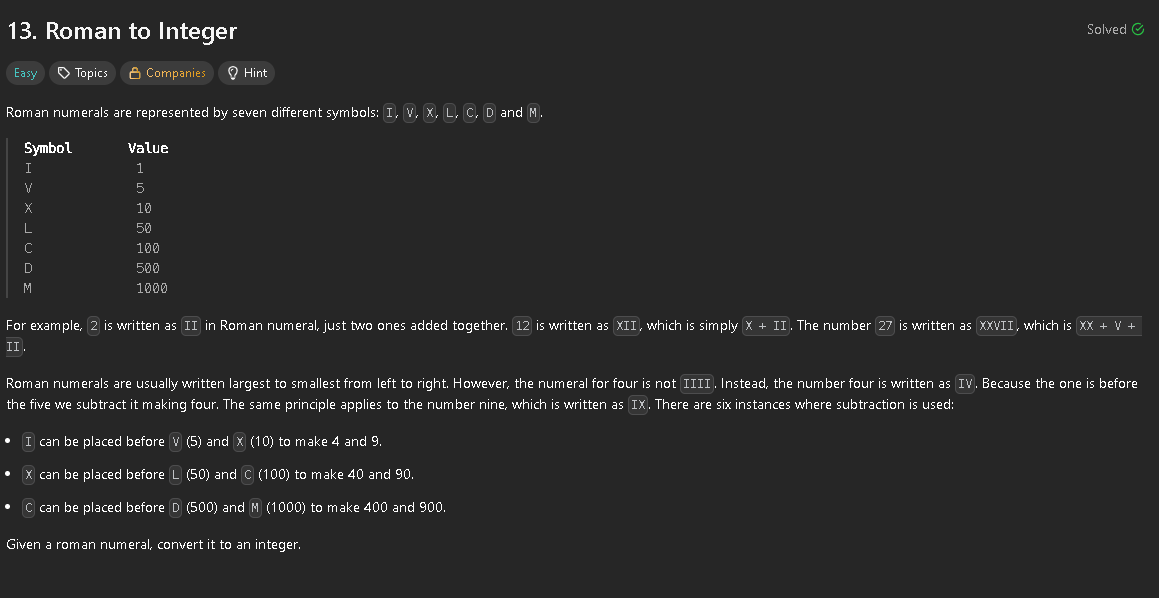 13. Roman to Integer
Solved
Easy Topics Companies Hint
Roman numerals are represented by seven different symbols: I, V, X, L, C, D and M.
Symbol Value
I 1
V 5
X 10
L 50
C 100
D 500
M 1000
For example, 2 is written as II in Roman numeral, just two ones added together. 12 is written as XII, which is simply X + II. The number 27 is written as XXVII, which is XX + V +
II.
Roman numerals are usually written largest to smallest from left to right. However, the numeral for four is not IIII. Instead, the number four is written as IV. Because the one is before
the five we subtract it making four. The same principle applies to the number nine, which is written as IX. There are six instances where subtraction is used:
• I can be placed before V (5) and X (10) to make 4 and 9.
• X can be placed before L (50) and C (100) to make 40 and 90.
• C can be placed before D (500) and M (1000) to make 400 and 900.
Given a roman numeral, convert it to an integer.